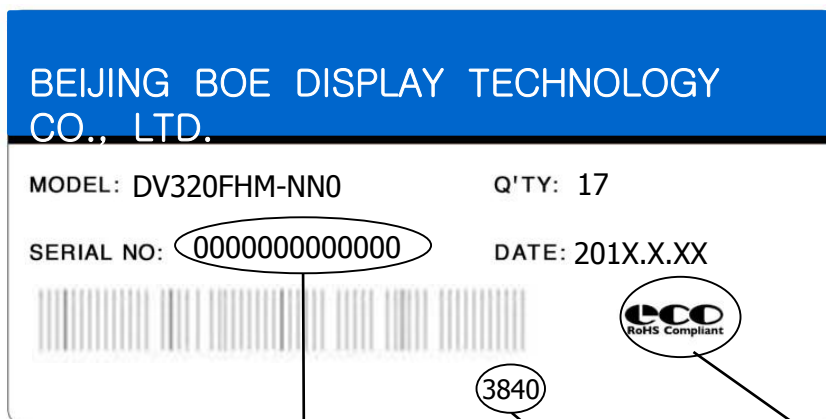 BEIJING BOE DISPLAY TECHNOLOGY
CO., LTD.
MODEL: DV320FHM-NN0 Q'TY: 17
SERIAL NO: 0000000000000 DATE: 201X.X.XX
eco
RoHS Compliant
3840